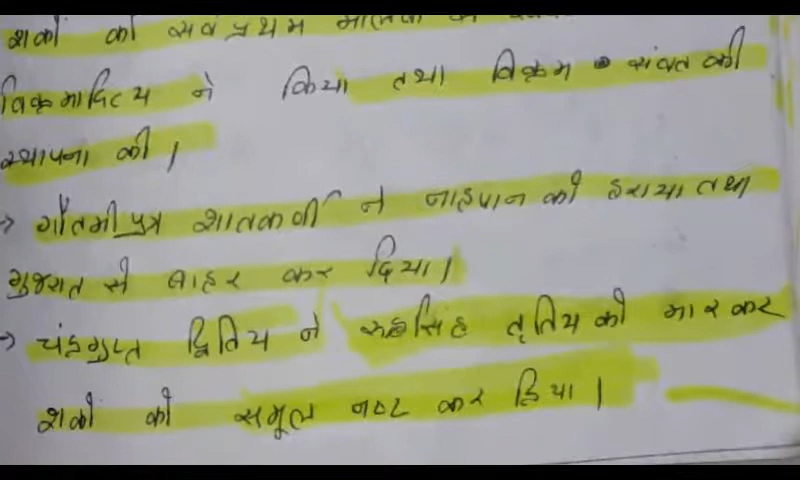 शकों को सर्वप्रथम मालवा
विक्रमादित्य ने किया तथा विक्रम संवत की
स्थापना की।
→ गौतमीपुत्र शातकर्णी ने नाहपान को हराया तथा
गुजरात से बाहर कर दिया।
→ चंद्रगुप्त द्वितिय ने रूद्रसिंह तृतिय को मारकर
शकों को समूल नष्ट कर दिया।